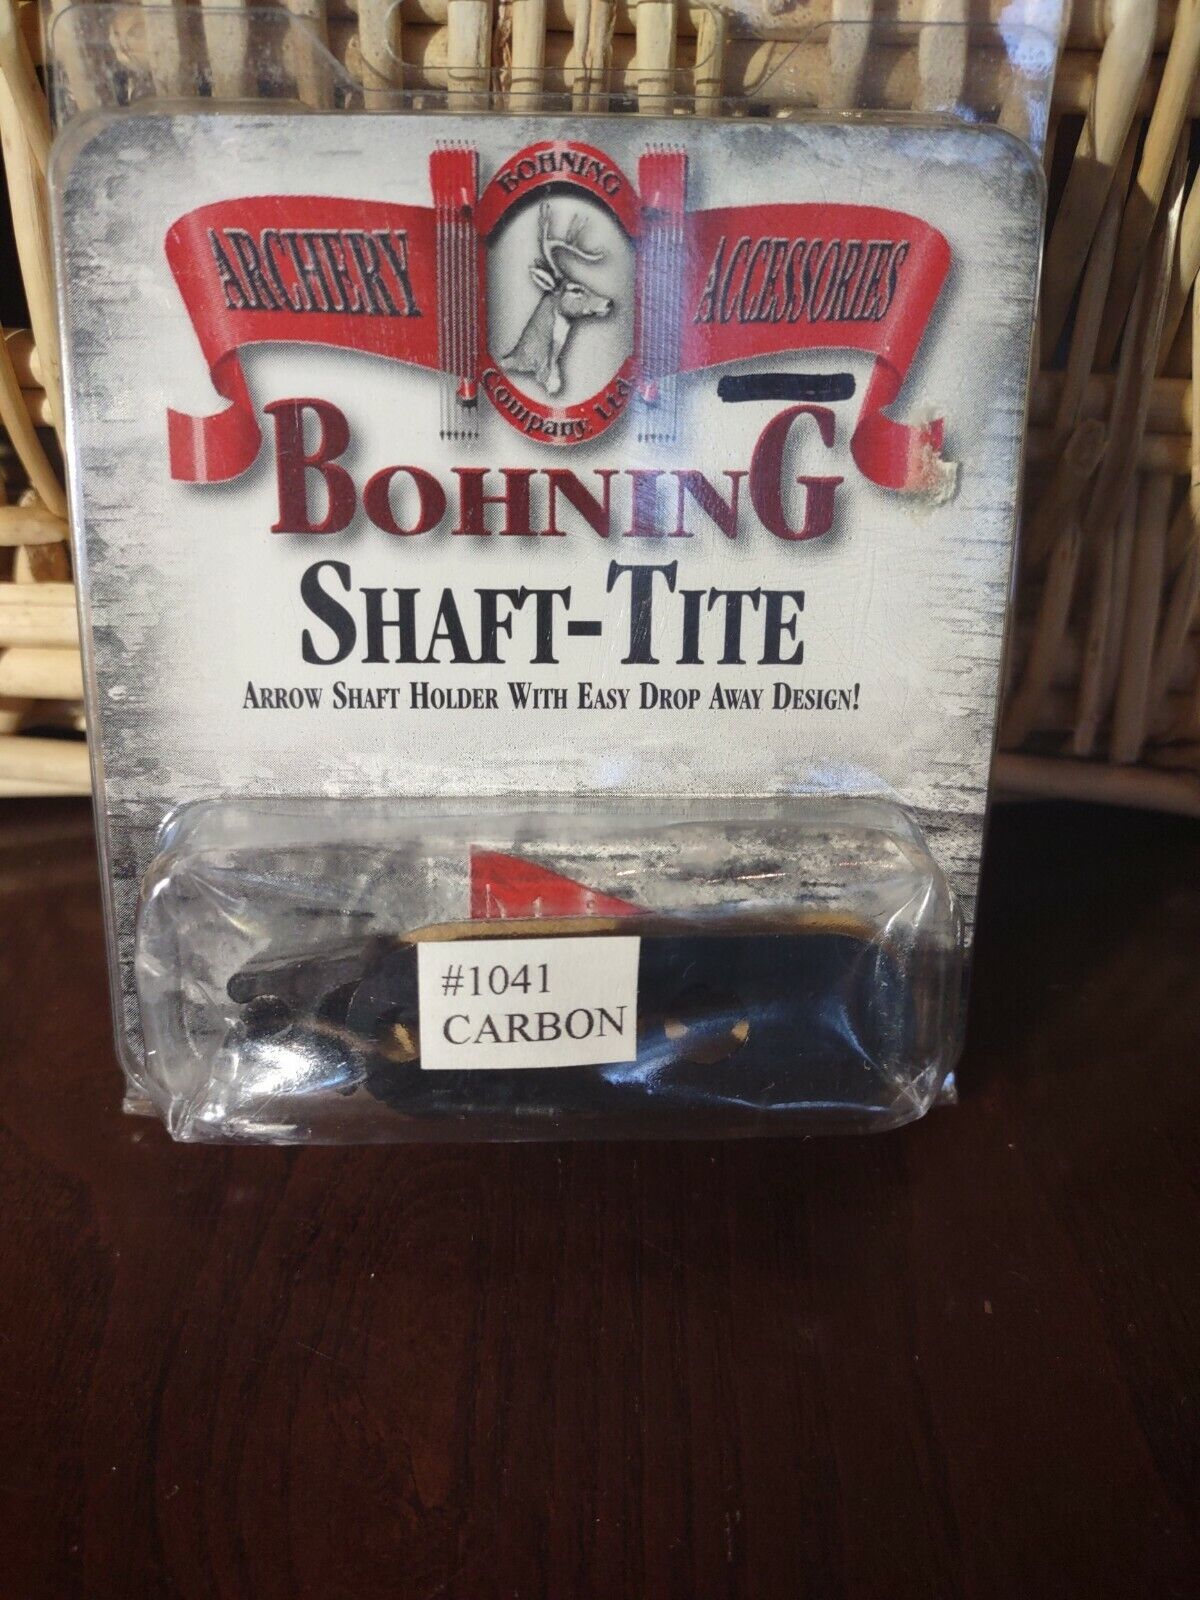 BOHNING
ARCHERY ACCESSORIES
Company, Ltd.
BOHNING
SHAFT-TITE
ARROW SHAFT HOLDER WITH EASY DROP AWAY DESIGN!
#1041
CARBON